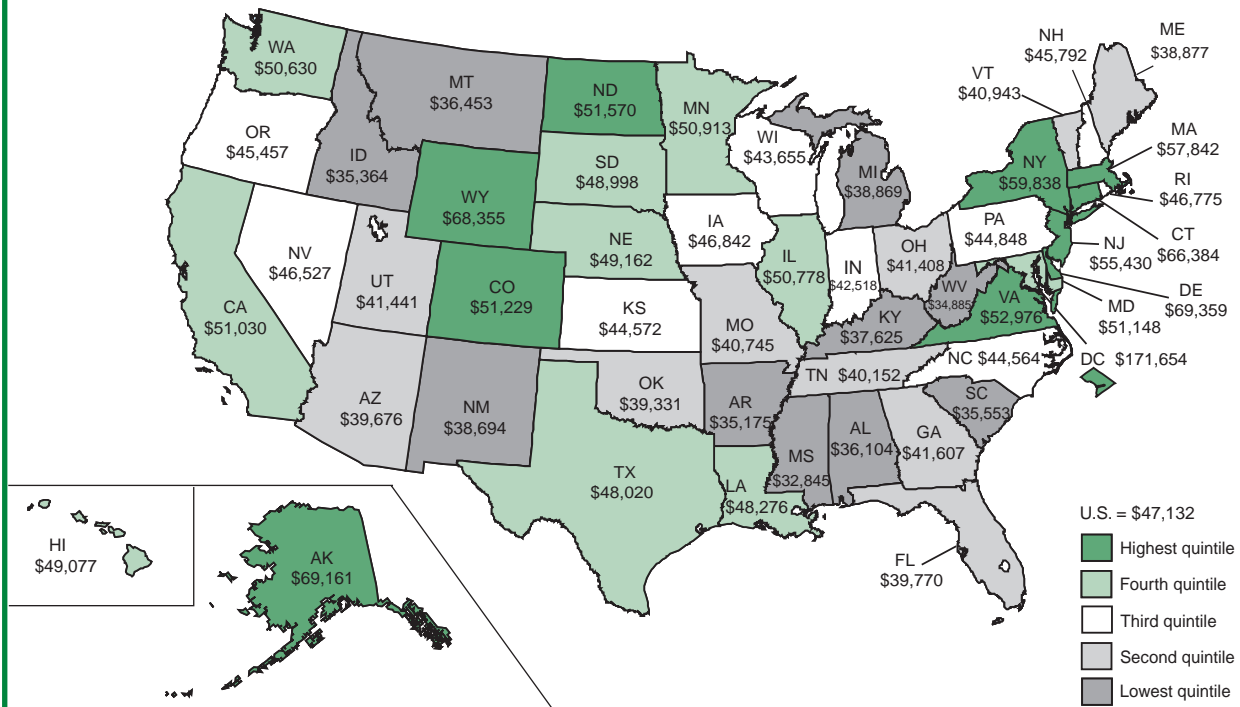 WA
$50,630
MT
$36,453
ND
$51,570
MN
$50,913
OR
$45,457
ID
$35,364
WY
$68,355
SD
$48,998
WI
$43,655
MI
$38,869
NY
$59,838
VT
$40,943
NH
$45,792
ME
$38,877
MA
$57,842
RI
$46,775
CT
$66,384
NJ
$55,430
DE
$69,359
MD
$51,148
DC $171,654
PA
$44,848
NV
$46,527
UT
$41,441
CO
$51,229
NE
$49,162
IA
$46,842
IL
$50,778
IN
$42,518
OH
$41,408
WV
$34,885
VA
$52,976
CA
$51,030
KS
$44,572
MO
$40,745
KY
$37,625
NC $44,564
TN $40,152
AZ
$39,676
NM
$38,694
OK
$39,331
AR
$35,175
SC
$35,553
MS
$32,845
AL
$36,104
GA
$41,607
TX
$48,020
LA
$48,276
FL
$39,770
HI
$49,077
AK
$69,161
U.S. = $47,132
Highest quintile
Fourth quintile
Third quintile
Second quintile
Lowest quintile